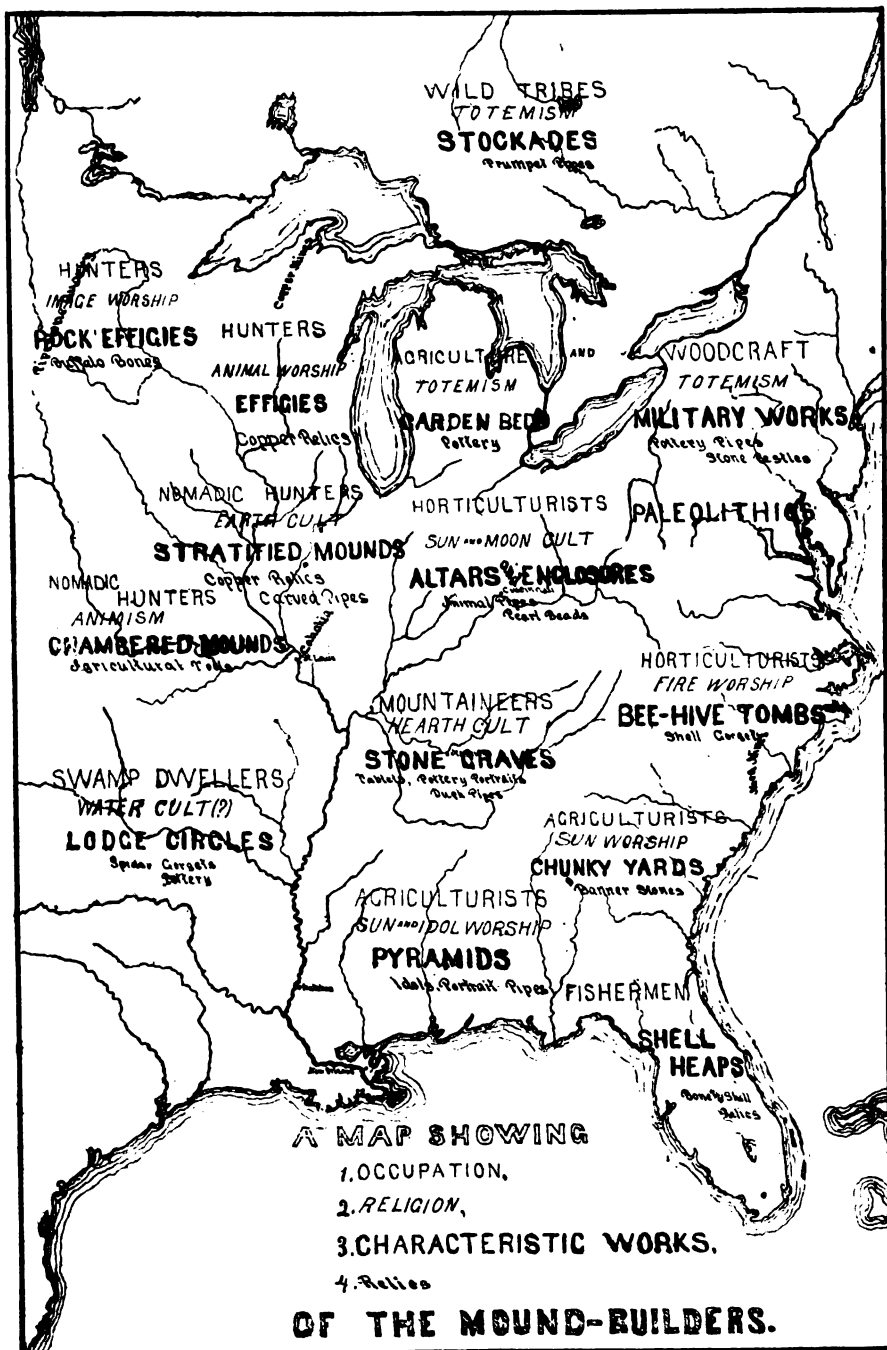 WILD TRIBES
TOTEMISM
STOCKADES
Trumpet Pipes
HUNTERS
IMAGE WORSHIP
ROCK EFFIGIES
Buffalo Bones
Copper Mines
HUNTERS
ANIMAL WORSHIP
EFFIGIES
Copper Relics
AGRICULTURE AND
TOTEMISM
GARDEN BEDS
Pottery
WOODCRAFT
TOTEMISM
MILITARY WORKS
Pottery Pipes
Stone Pestles
NOMADIC HUNTERS
EARTH CULT
STRATIFIED MOUNDS
Copper Relics
Carved Pipes
HORTICULTURISTS
SUN AND MOON CULT
ALTARS & ENCLOSURES
Cincinnati
Animal Pipes
Pearl Beads
PALEOLITHICS
NOMADIC
HUNTERS
ANIMISM
CHAMBERED MOUNDS
Agricultural Tools
Cahokia
St Louis
HORTICULTURISTS
FIRE WORSHIP
BEE-HIVE TOMBS
Shell Gorgets
MOUNTAINEERS
HEARTH CULT
STONE GRAVES
Tablets, Pottery Portraits
Duck Pipes
SWAMP DWELLERS
WATER CULT(?)
LODGE CIRCLES
Spider Gorgets
Pottery
AGRICULTURISTS
SUN WORSHIP
CHUNKY YARDS
Banner Stones
AGRICULTURISTS
SUN AND IDOL WORSHIP
PYRAMIDS
Idols, Portrait Pipes
FISHERMEN
SHELL
HEAPS
Bone & Shell
Relics
A MAP SHOWING
1. OCCUPATION,
2. RELIGION,
3. CHARACTERISTIC WORKS.
4. Relics
OF THE MOUND-BUILDERS.